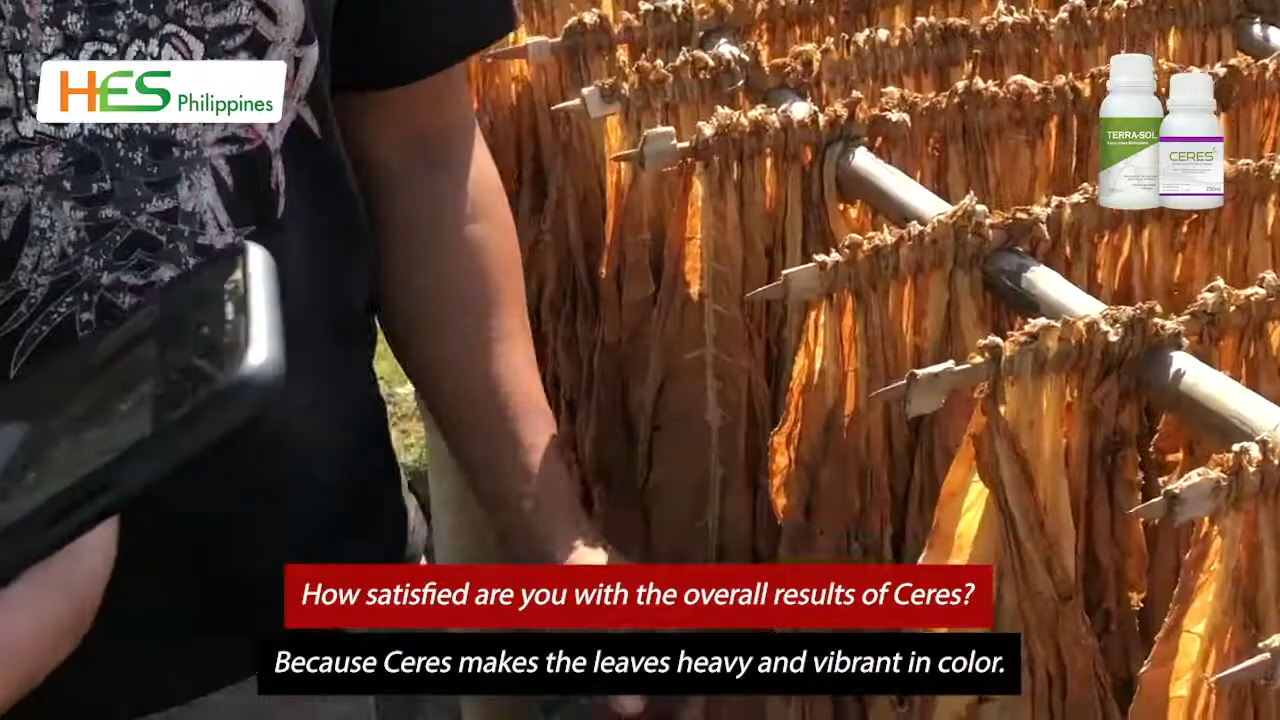 HES Philippines
TERRA-SOL
CERES
250ml
How satisfied are you with the overall results of Ceres?
Because Ceres makes the leaves heavy and vibrant in color.